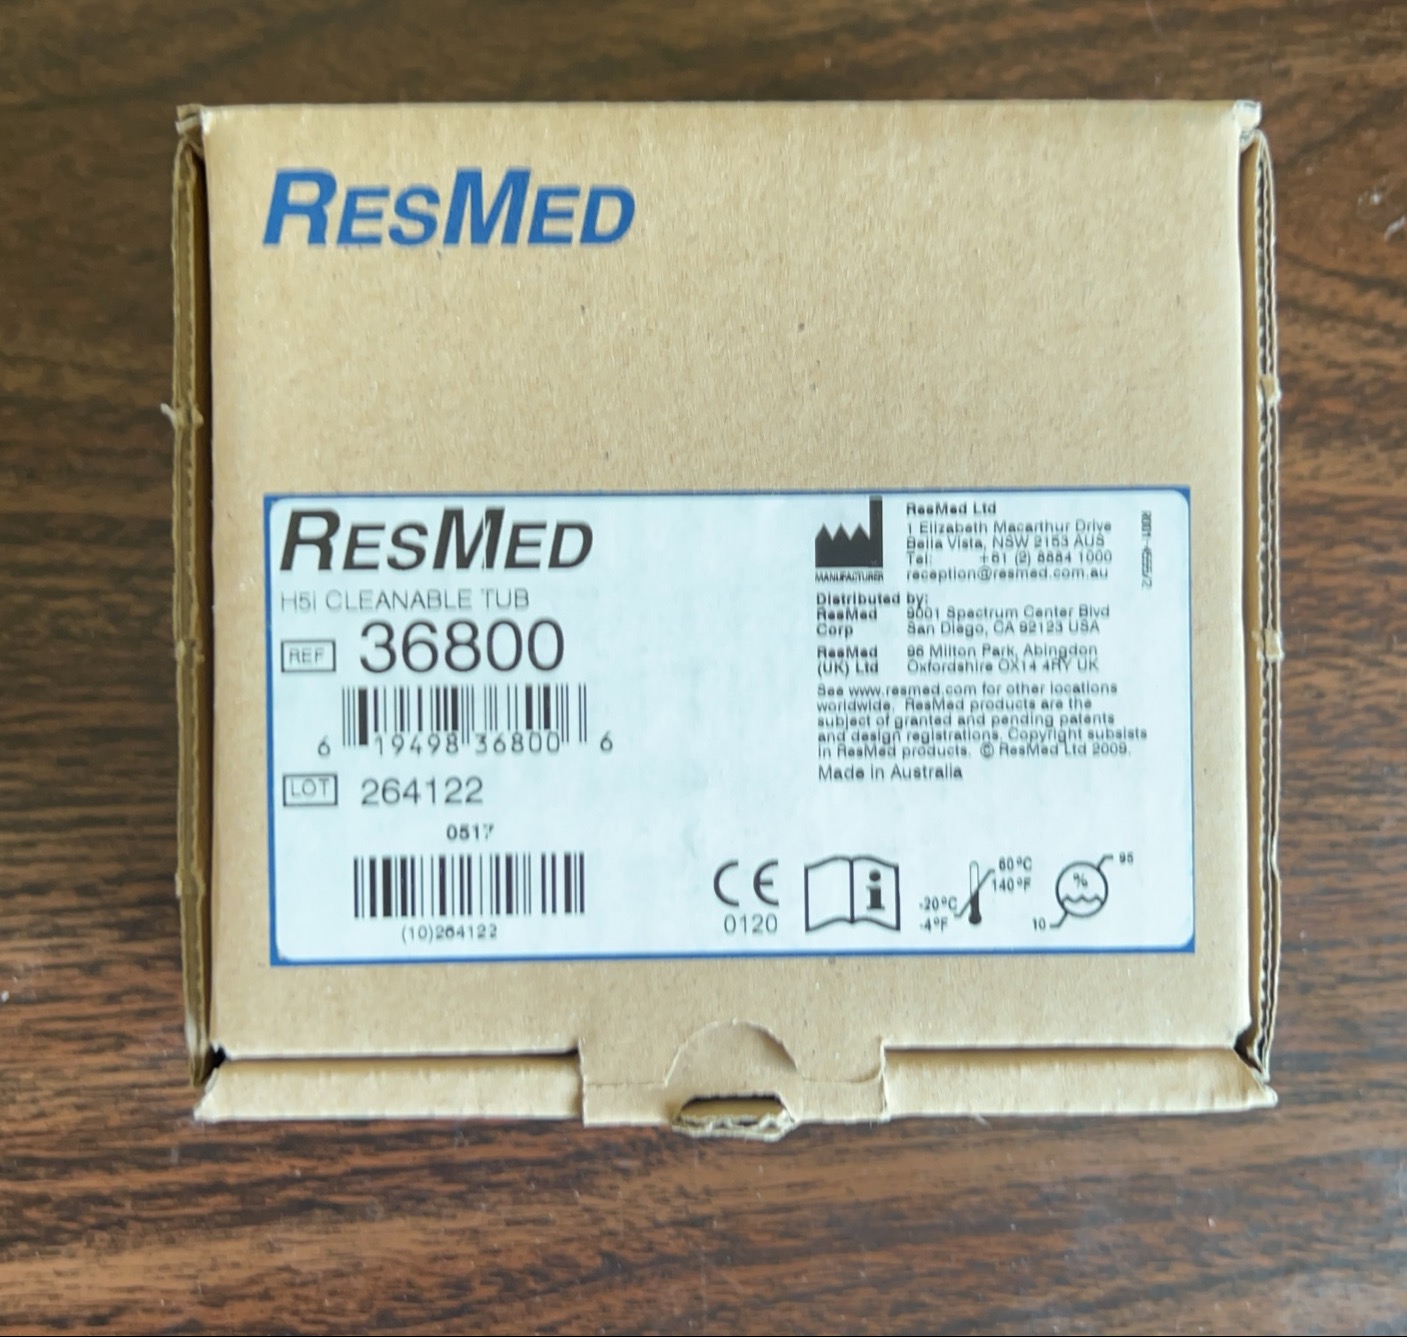 RESMED
RESMED
H5I CLEANABLE TUB
REF 36800
6 19498 36800 6
LOT 264122
0517
(10)264122
MANUFACTURER
ResMed Ltd
1 Elizabeth Macarthur Drive
Bella Vista, NSW 2153 AUS
Tel: +61 (2) 8884 1000
reception@resmed.com.au
Distributed by:
ResMed 9001 Spectrum Center Blvd
Corp San Diego, CA 92123 USA
ResMed 96 Milton Park, Abingdon
(UK) Ltd Oxfordshire OX14 4RY UK
See www.resmed.com for other locations
worldwide. ResMed products are the
subject of granted and pending patents
and design registrations. Copyright subsists
in ResMed products. © ResMed Ltd 2009.
Made in Australia
CE
0120
i
-20°C
-4°F
60°C
140°F
%
95
10